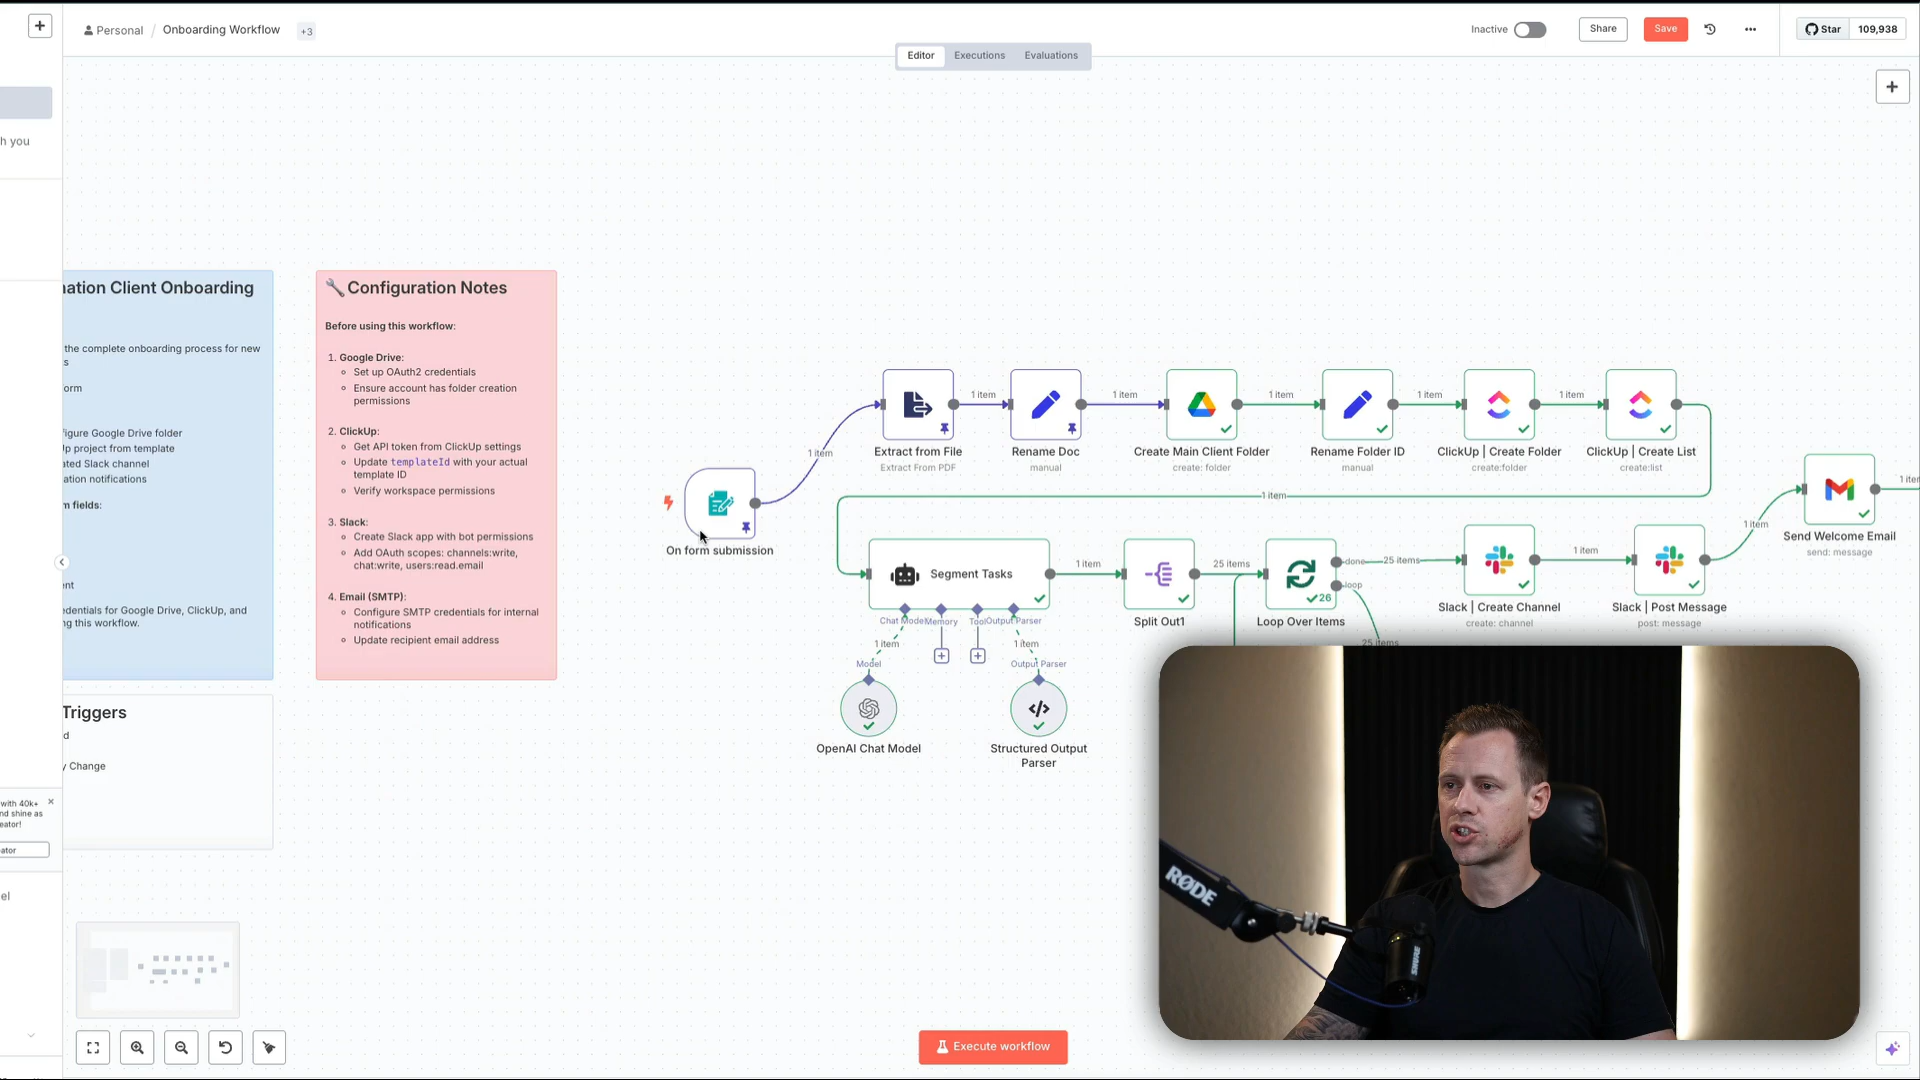 Personal / Onboarding Workflow +3
Inactive
Share
Save
Star 109,938
Editor Executions Evaluations
h you
nation Client Onboarding
the complete onboarding process for new
s
orm
figure Google Drive folder
Up project from template
ated Slack channel
ation notifications
m fields:
nt
edentials for Google Drive, ClickUp, and
ng this workflow.
🔧 Configuration Notes
Before using this workflow:
1. Google Drive:
Set up OAuth2 credentials
Ensure account has folder creation
permissions
2. ClickUp:
Get API token from ClickUp settings
Update templateId with your actual
template ID
Verify workspace permissions
3. Slack:
Create Slack app with bot permissions
Add OAuth scopes: channels:write,
chat:write, users:read.email
4. Email (SMTP):
Configure SMTP credentials for internal
notifications
Update recipient email address
Triggers
d
y Change
with 40k+
nd shine as
eator!
ator
el
On form submission
1 item
Extract from File
Extract From PDF
1 item
Rename Doc
manual
1 item
Create Main Client Folder
create: folder
1 item
Rename Folder ID
manual
1 item
ClickUp | Create Folder
create:folder
1 item
ClickUp | Create List
create:list
1 item
Segment Tasks
Chat Model
Memory
Tool
Output Parser
1 item
1 item
Model
Output Parser
OpenAI Chat Model
Structured Output
Parser
1 item
Split Out1
25 items
26
Loop Over Items
done
loop
25 items
25 items
Slack | Create Channel
create: channel
1 item
Slack | Post Message
post: message
1 item
Send Welcome Email
send: message
1 iter
RØDE
SHURE
Execute workflow